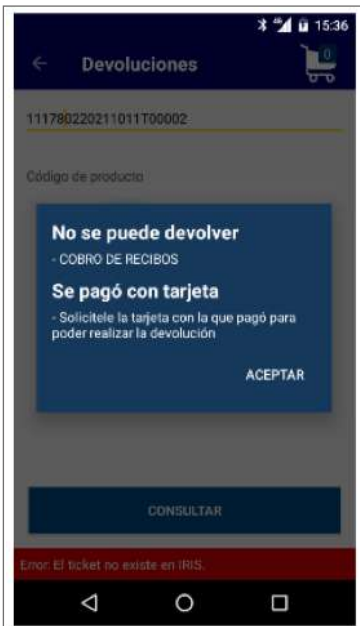 15:36
Devoluciones
0
111780220211011T00002
Código de producto
No se puede devolver
- COBRO DE RECIBOS
Se pagó con tarjeta
- Solicitele la tarjeta con la que pagó para
poder realizar la devolución
ACEPTAR
CONSULTAR
Error: El ticket no existe en IRIS.